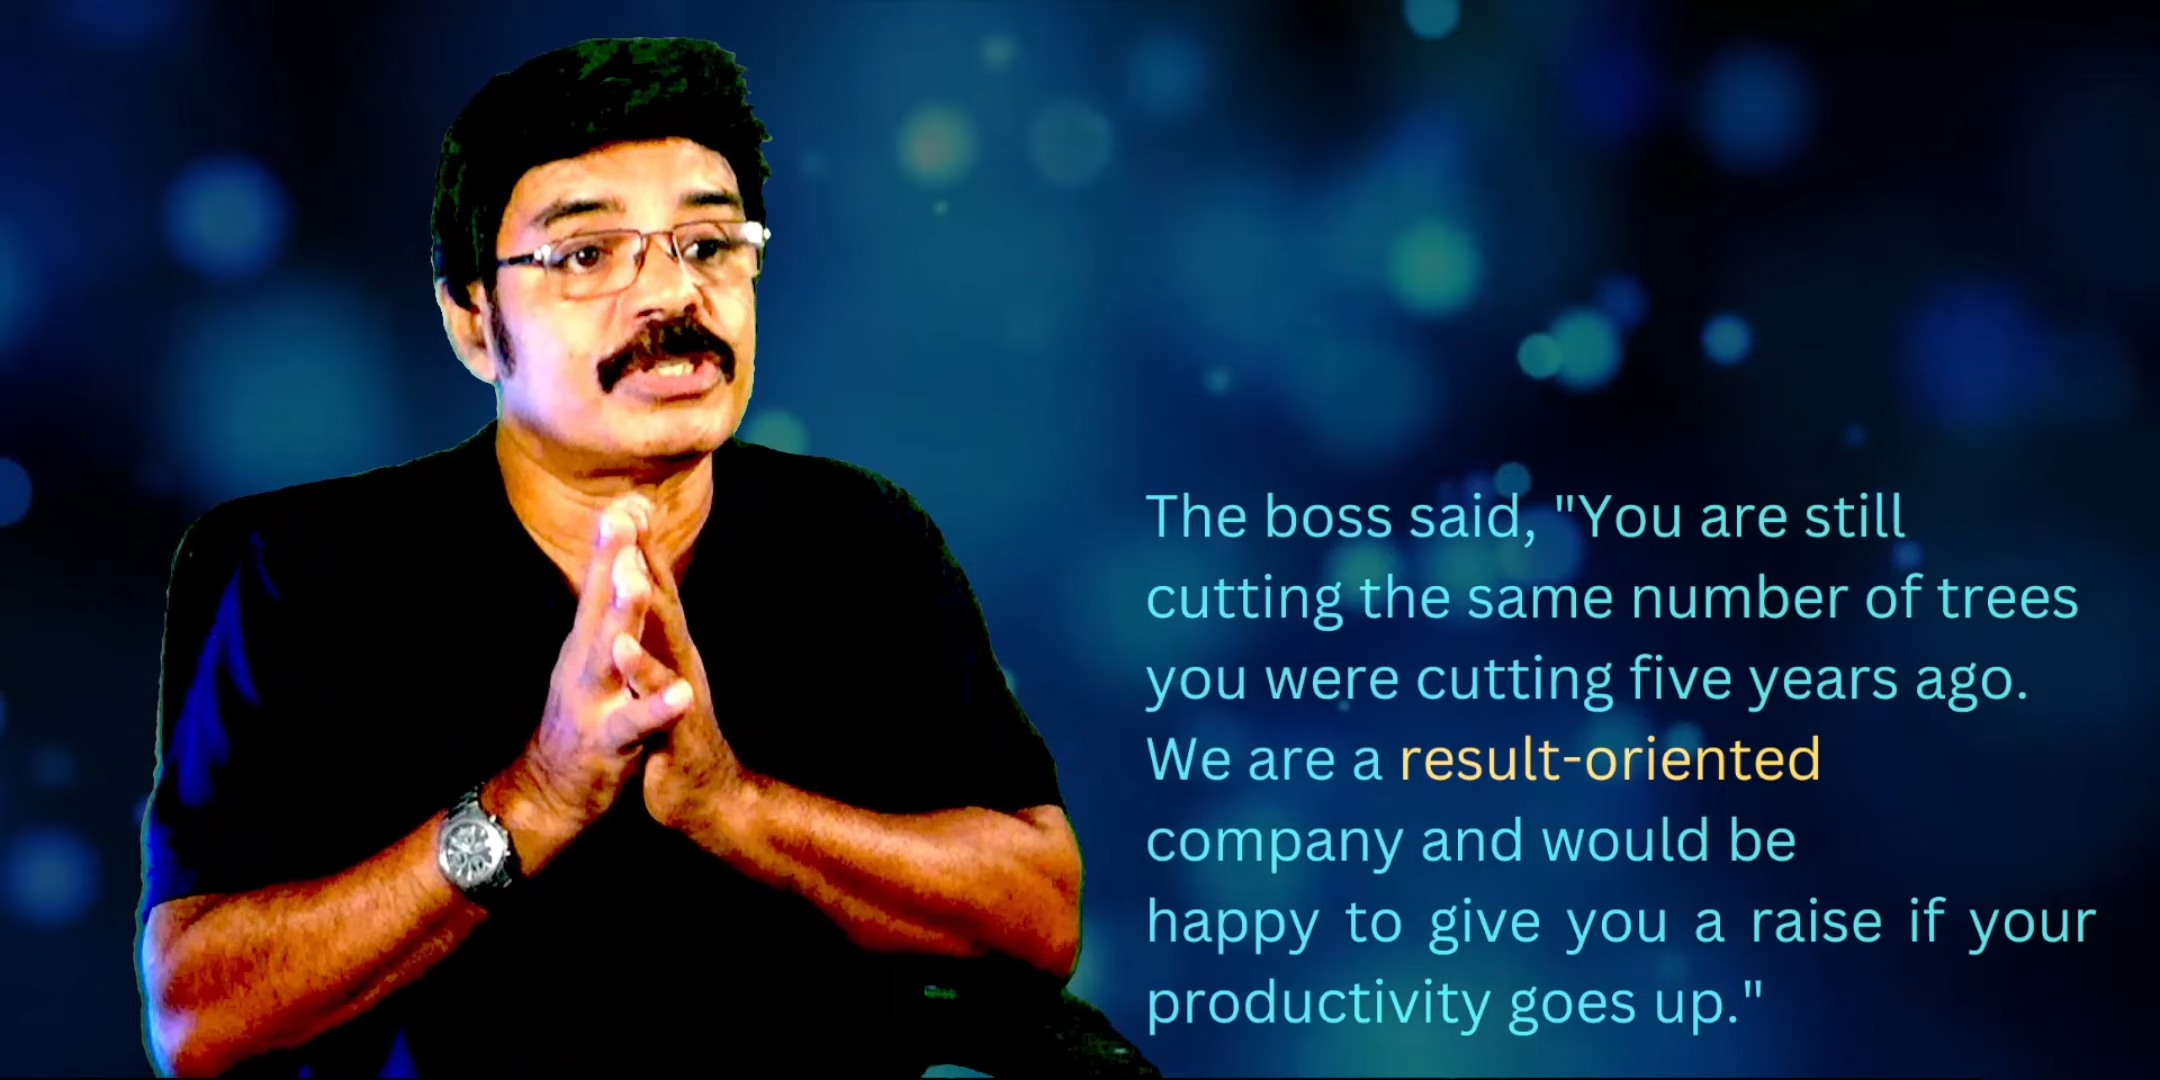 The boss said, "You are still
cutting the same number of trees
you were cutting five years ago.
We are a result-oriented
company and would be
happy to give you a raise if your
productivity goes up."